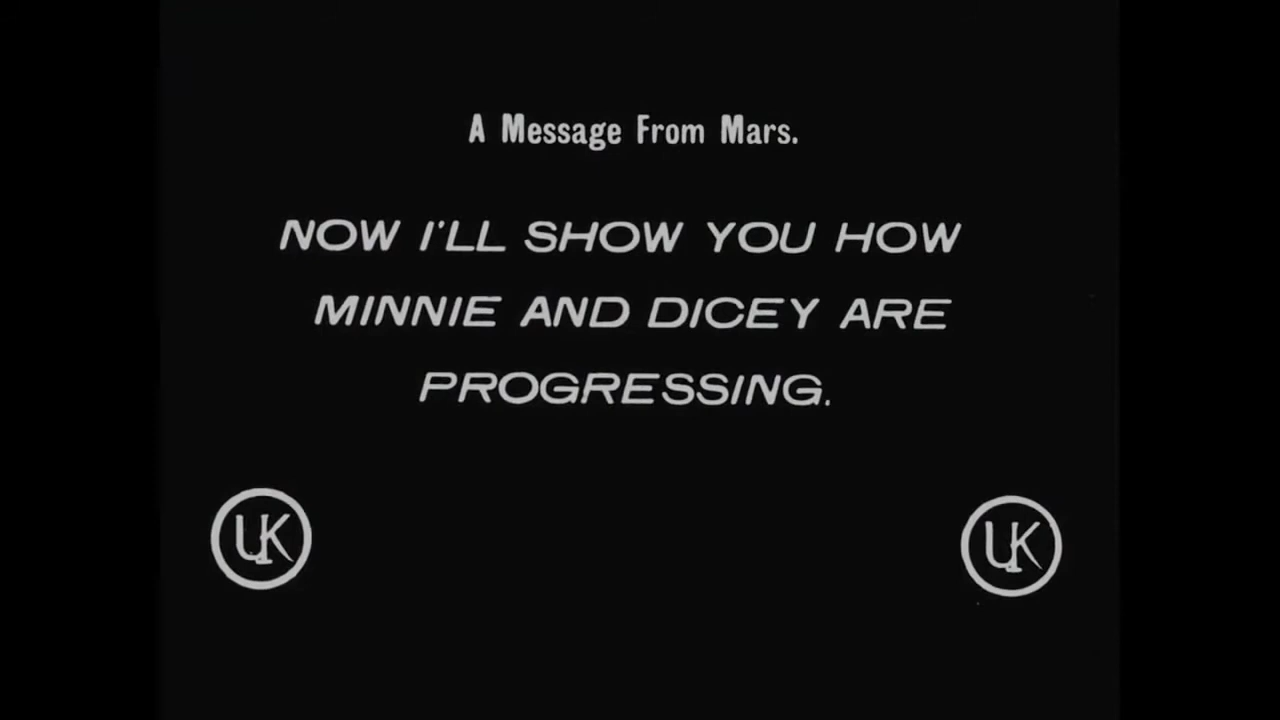 A Message From Mars.
NOW I'LL SHOW YOU HOW
MINNIE AND DICEY ARE
PROGRESSING.
UK UK